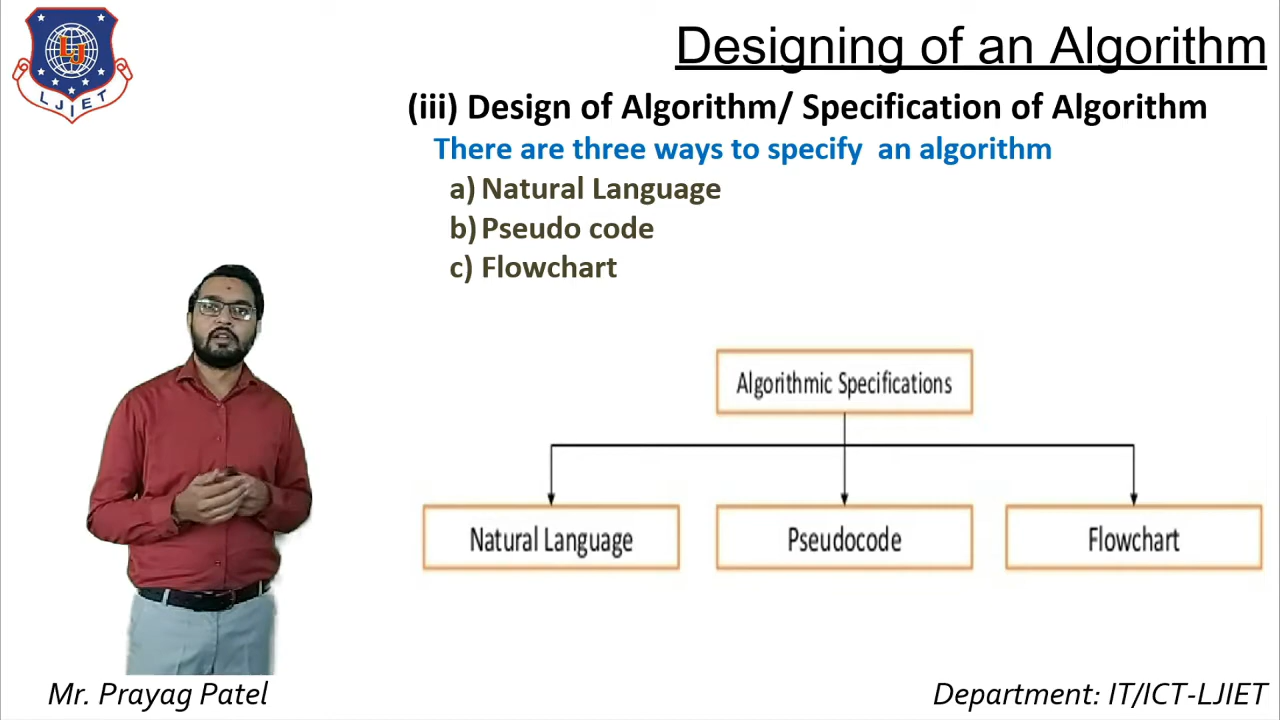 LJ
LJIET
Designing of an Algorithm
(iii) Design of Algorithm/ Specification of Algorithm
There are three ways to specify an algorithm
a) Natural Language
b) Pseudo code
c) Flowchart
Algorithmic Specifications
Natural Language
Pseudocode
Flowchart
Mr. Prayag Patel
Department: IT/ICT-LJIET